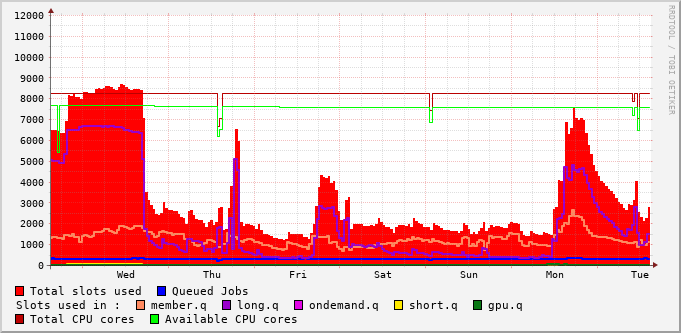 12000
11000
10000
9000
8000
7000
6000
5000
4000
3000
2000
1000
0
Wed Thu Fri Sat Sun Mon Tue
RRDTOOL / TOBI OETIKER
Total slots used Queued Jobs
Slots used in : member.q long.q ondemand.q short.q gpu.q
Total CPU cores Available CPU cores